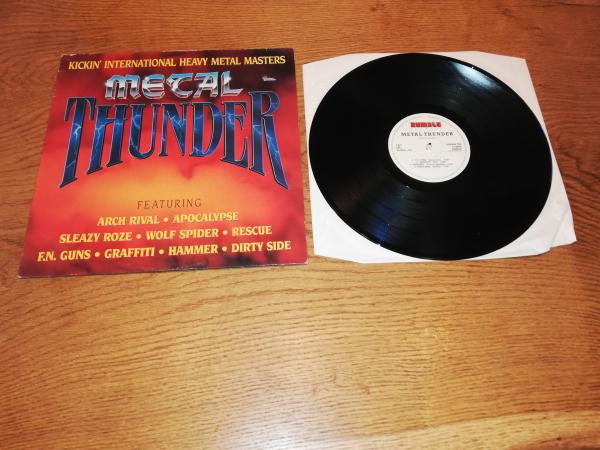 KICKIN' INTERNATIONAL HEAVY METAL MASTERS
METAL
THUNDER
FEATURING
ARCH RIVAL • APOCALYPSE
SLEAZY ROZE • WOLF SPIDER • RESCUE
F.N. GUNS • GRAFFITI • HAMMER • DIRTY SIDE
RUMBLE
METAL THUNDER